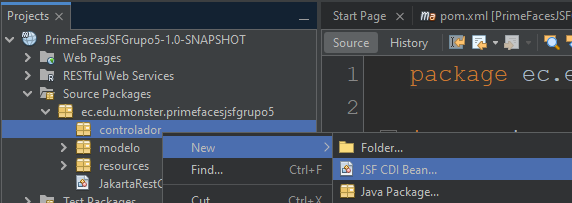 Projects
PrimeFacesJSFGrupo5-1.0-SNAPSHOT
Web Pages
RESTful Web Services
Source Packages
ec.edu.monster.primefacesjsfgrupo5
controlador
modelo
resources
JakartaRest
Test Packages
New
Find... Ctrl+F
Cut Ctrl+X
Folder...
JSF CDI Bean...
Java Package...
Start Page
pom.xml [PrimeFacesJSFGrupo5
Source
History
1 package ec.e
2